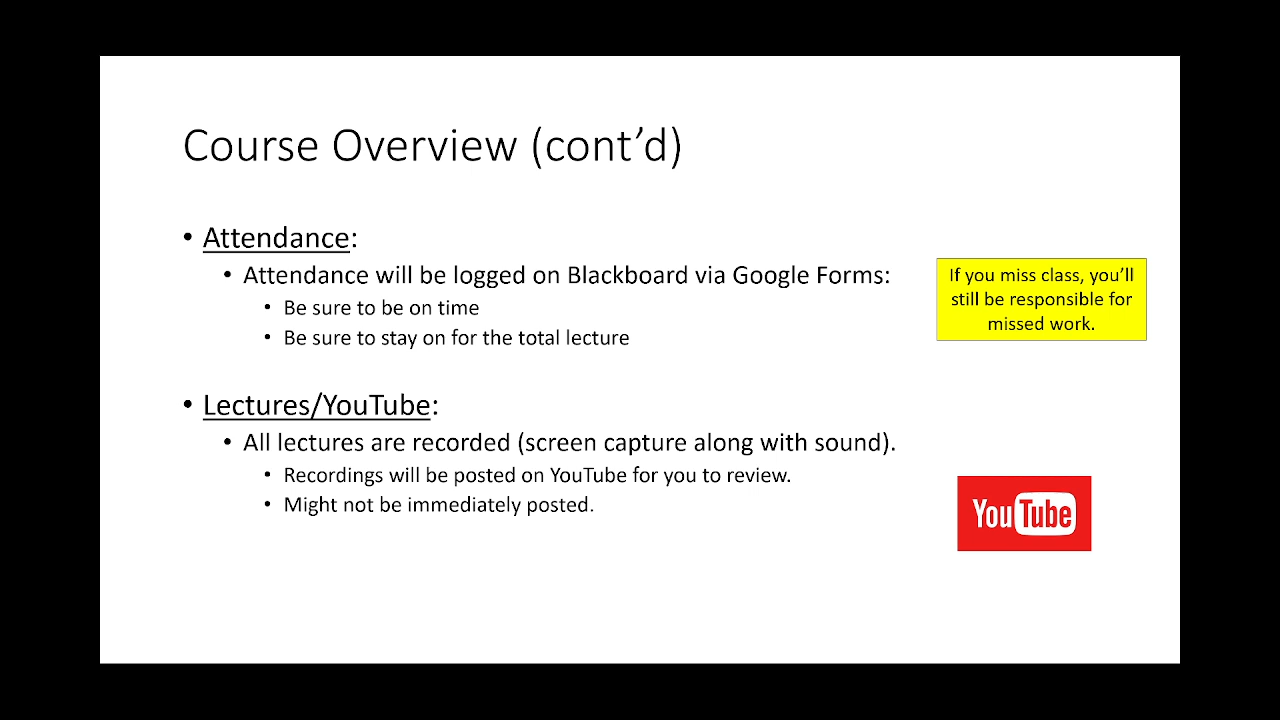 Course Overview (cont’d)
• Attendance:
• Attendance will be logged on Blackboard via Google Forms:
• Be sure to be on time
• Be sure to stay on for the total lecture
If you miss class, you’ll
still be responsible for
missed work.
• Lectures/YouTube:
• All lectures are recorded (screen capture along with sound).
• Recordings will be posted on YouTube for you to review.
• Might not be immediately posted.
YouTube